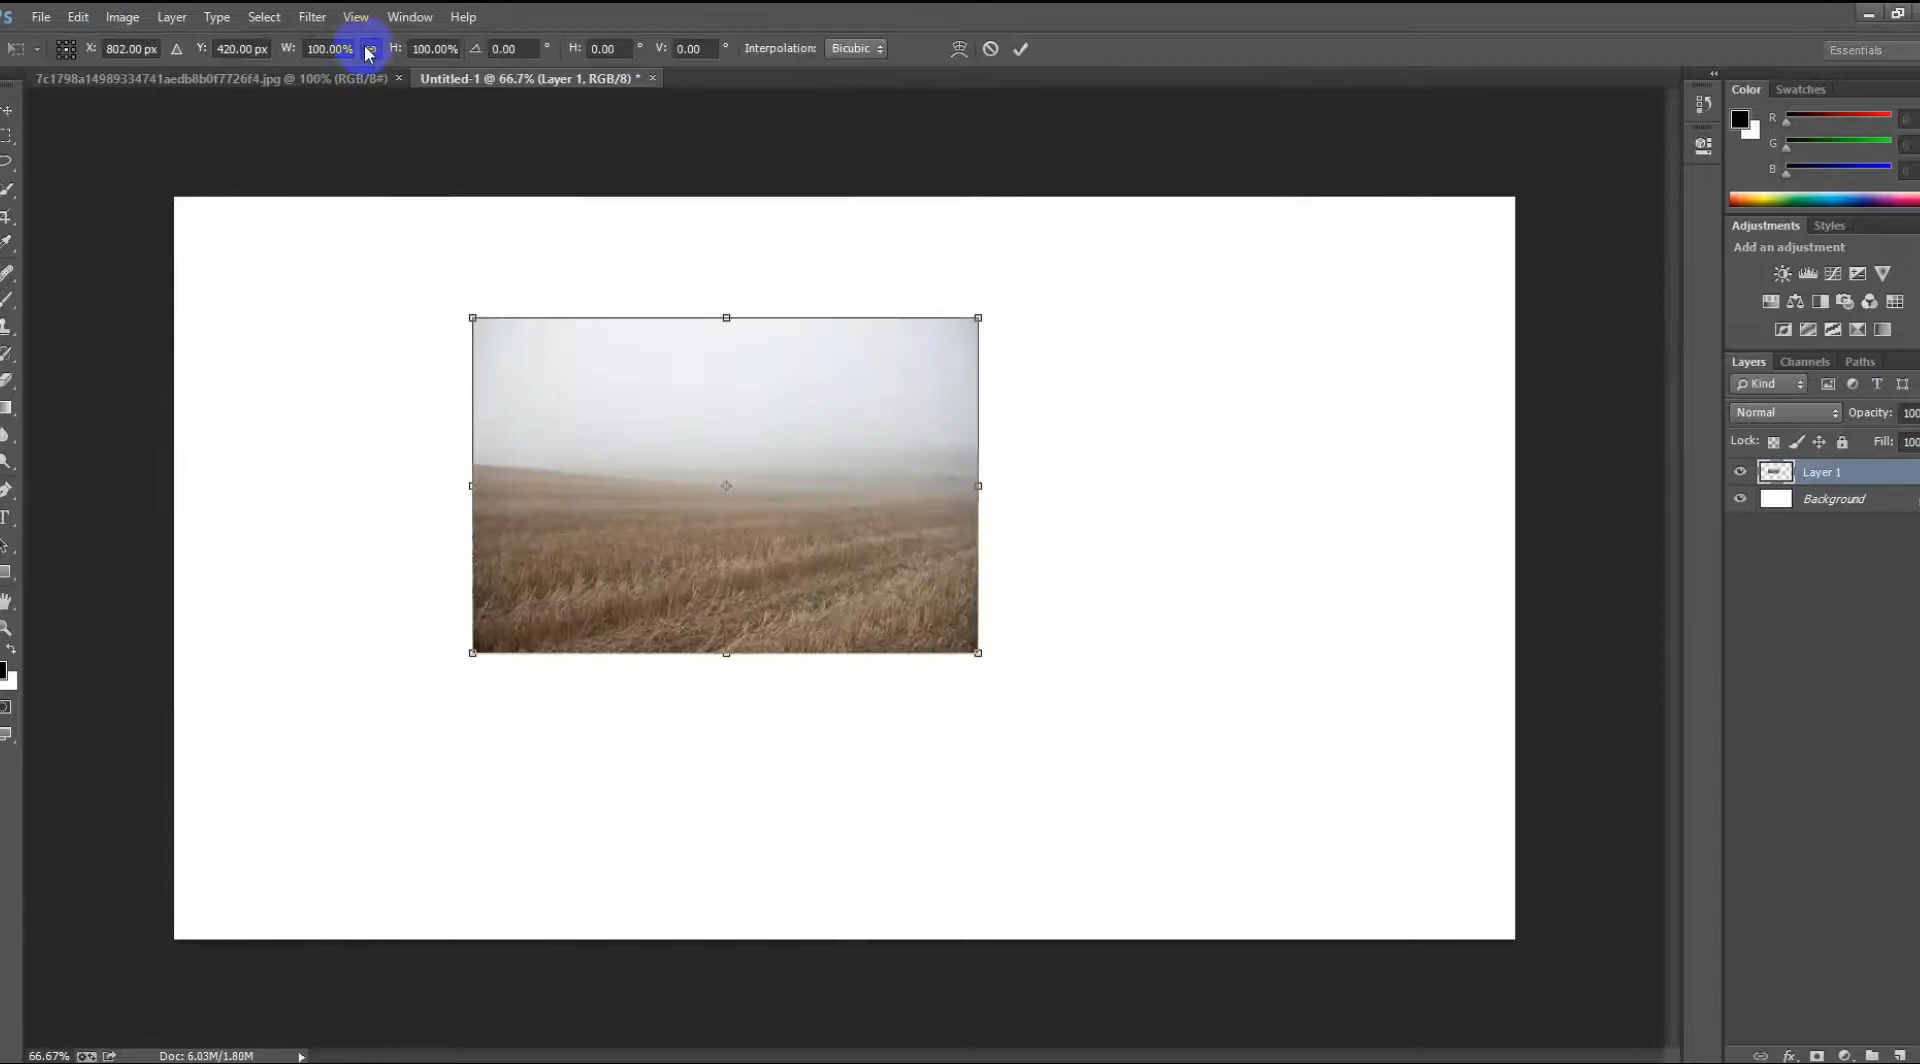 File Edit Image Layer Type Select Filter View Window Help
X: 802.00 px Y: 420.00 px W: 100.00% H: 100.00% 0.00 ° H: 0.00 ° V: 0.00 ° Interpolation: Bicubic
Essentials
7c1798a14989334741aedb8b0f7726f4.jpg @ 100% (RGB/8#) × Untitled-1 @ 66.7% (Layer 1, RGB/8) * ×
Color Swatches
R
G
B
Adjustments Styles
Add an adjustment
Layers Channels Paths
Kind
Normal Opacity: 100
Lock: Fill: 100
Layer 1
Background
66.67% Doc: 6.03M/1.80M